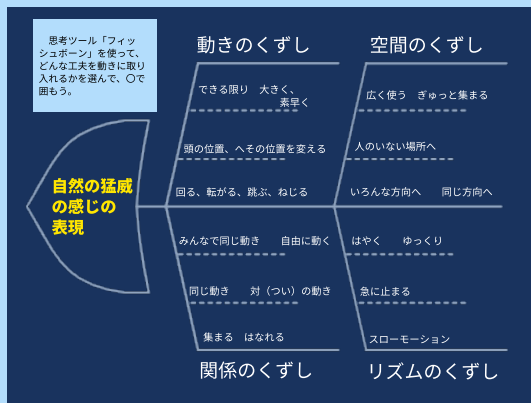 思考ツール「フィッ
シュボーン」を使って、
どんな工夫を動きに取り
入れるかを選んで、〇で
囲もう。
自然の猛威
の感じの
表現
動きのくずし
できる限り　大きく、
素早く
頭の位置、へその位置を変える
回る、転がる、跳ぶ、ねじる
空間のくずし
広く使う　ぎゅっと集まる
人のいない場所へ
いろんな方向へ　　同じ方向へ
みんなで同じ動き　　自由に動く
同じ動き　　対（つい）の動き
集まる　はなれる
関係のくずし
はやく　　ゆっくり
急に止まる
スローモーション
リズムのくずし